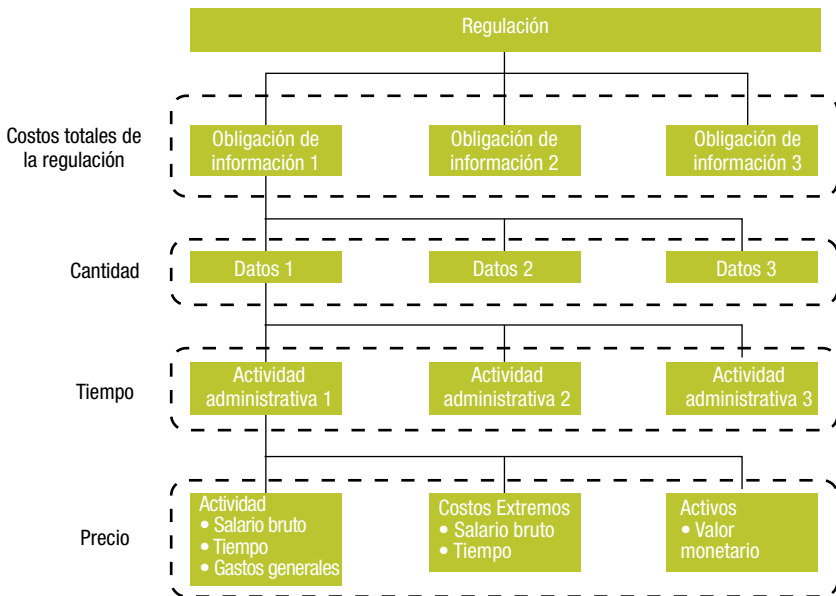 Regulación
Costos totales de
la regulación
Obligación de
información 1
Obligación de
información 2
Obligación de
información 3
Cantidad
Datos 1
Datos 2
Datos 3
Tiempo
Actividad
administrativa 1
Actividad
administrativa 2
Actividad
administrativa 3
Precio
Actividad
• Salario bruto
• Tiempo
• Gastos generales
Costos Extremos
• Salario bruto
• Tiempo
Activos
• Valor
monetario